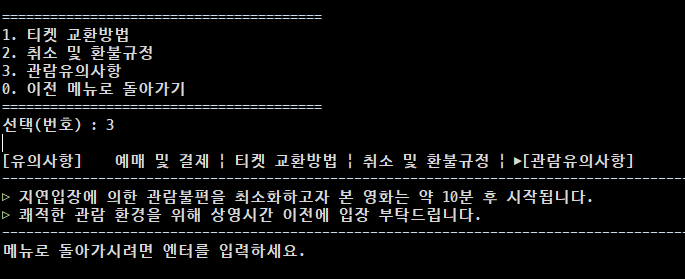 ========================================
1. 티켓 교환방법
2. 취소 및 환불규정
3. 관람유의사항
0. 이전 메뉴로 돌아가기
========================================
선택(번호) : 3
[유의사항]    예매 및 결제 ¦ 티켓 교환방법 ¦ 취소 및 환불규정 ¦ ▶[관람유의사항]
-------------------------------------------------------------------------------------
▷ 지연입장에 의한 관람불편을 최소화하고자 본 영화는 약 10분 후 시작됩니다.
▷ 쾌적한 관람 환경을 위해 상영시간 이전에 입장 부탁드립니다.
-------------------------------------------------------------------------------------
메뉴로 돌아가시려면 엔터를 입력하세요.